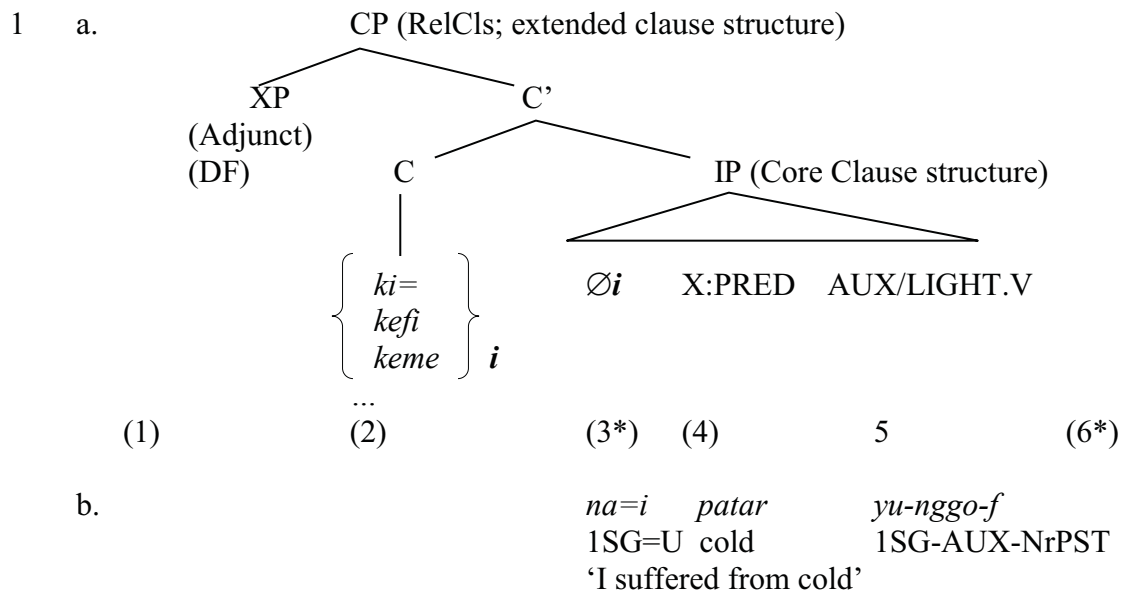 1 a. CP (RelCls; extended clause structure)
XP C’
(Adjunct)
(DF) C IP (Core Clause structure)
ki= ∅i X:PRED AUX/LIGHT.V
kefi
keme i
...
(1) (2) (3*) (4) 5 (6*)
b. na=i patar yu-nggo-f
1SG=U cold 1SG-AUX-NrPST
‘I suffered from cold’